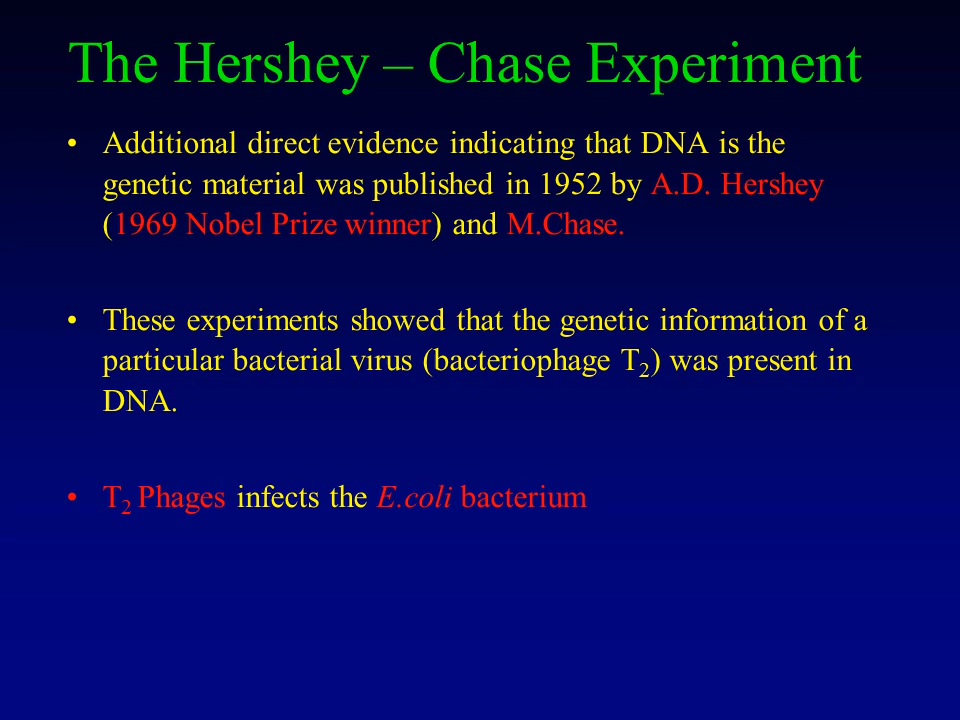 The Hershey – Chase Experiment
• Additional direct evidence indicating that DNA is the
genetic material was published in 1952 by A.D. Hershey
(1969 Nobel Prize winner) and M.Chase.
• These experiments showed that the genetic information of a
particular bacterial virus (bacteriophage T₂) was present in
DNA.
• T₂ Phages infects the E.coli bacterium